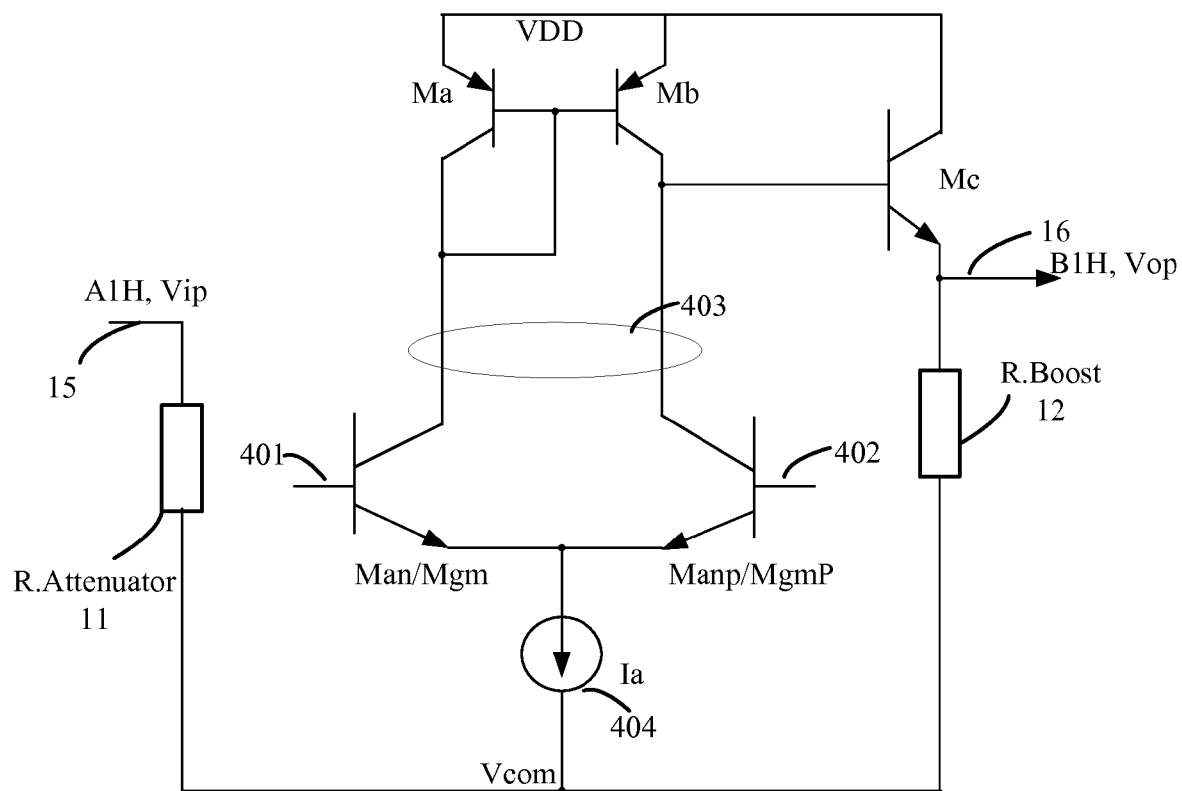 VDD
Ma
Mb
Mc
16
B1H, Vop
A1H, Vip
403
15
R.Boost
12
401
402
R.Attenuator
11
Man/Mgm
Manp/MgmP
Ia
404
Vcom